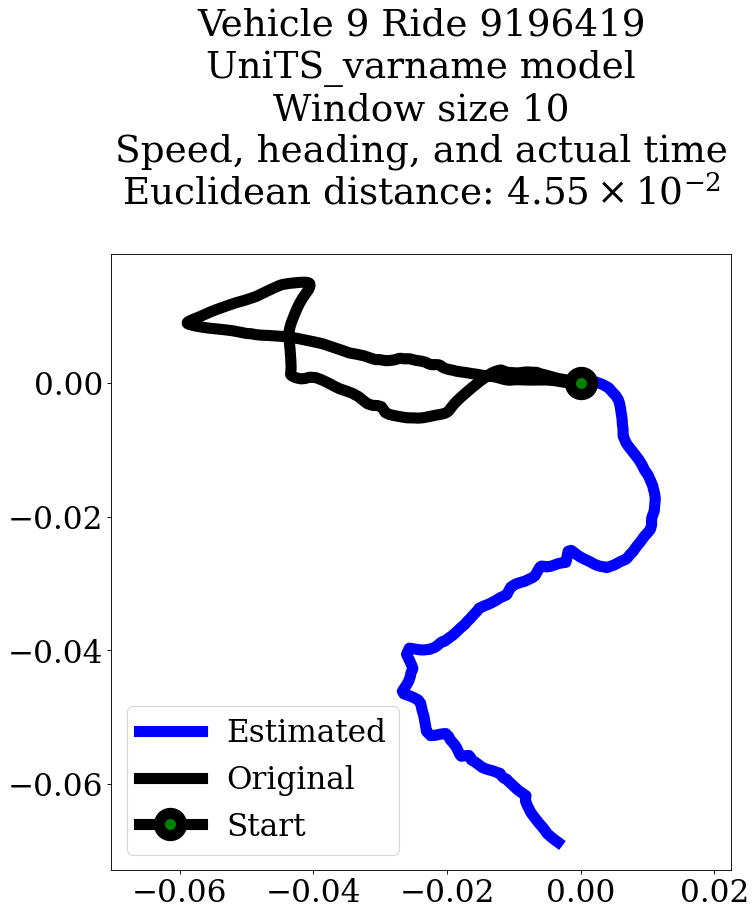 Vehicle 9 Ride 9196419
UniTS_varname model
Window size 10
Speed, heading, and actual time
Euclidean distance: 4.55 × 10⁻²
0.00
−0.02
−0.04
−0.06
Estimated
Original
Start
−0.06 −0.04 −0.02 0.00 0.02